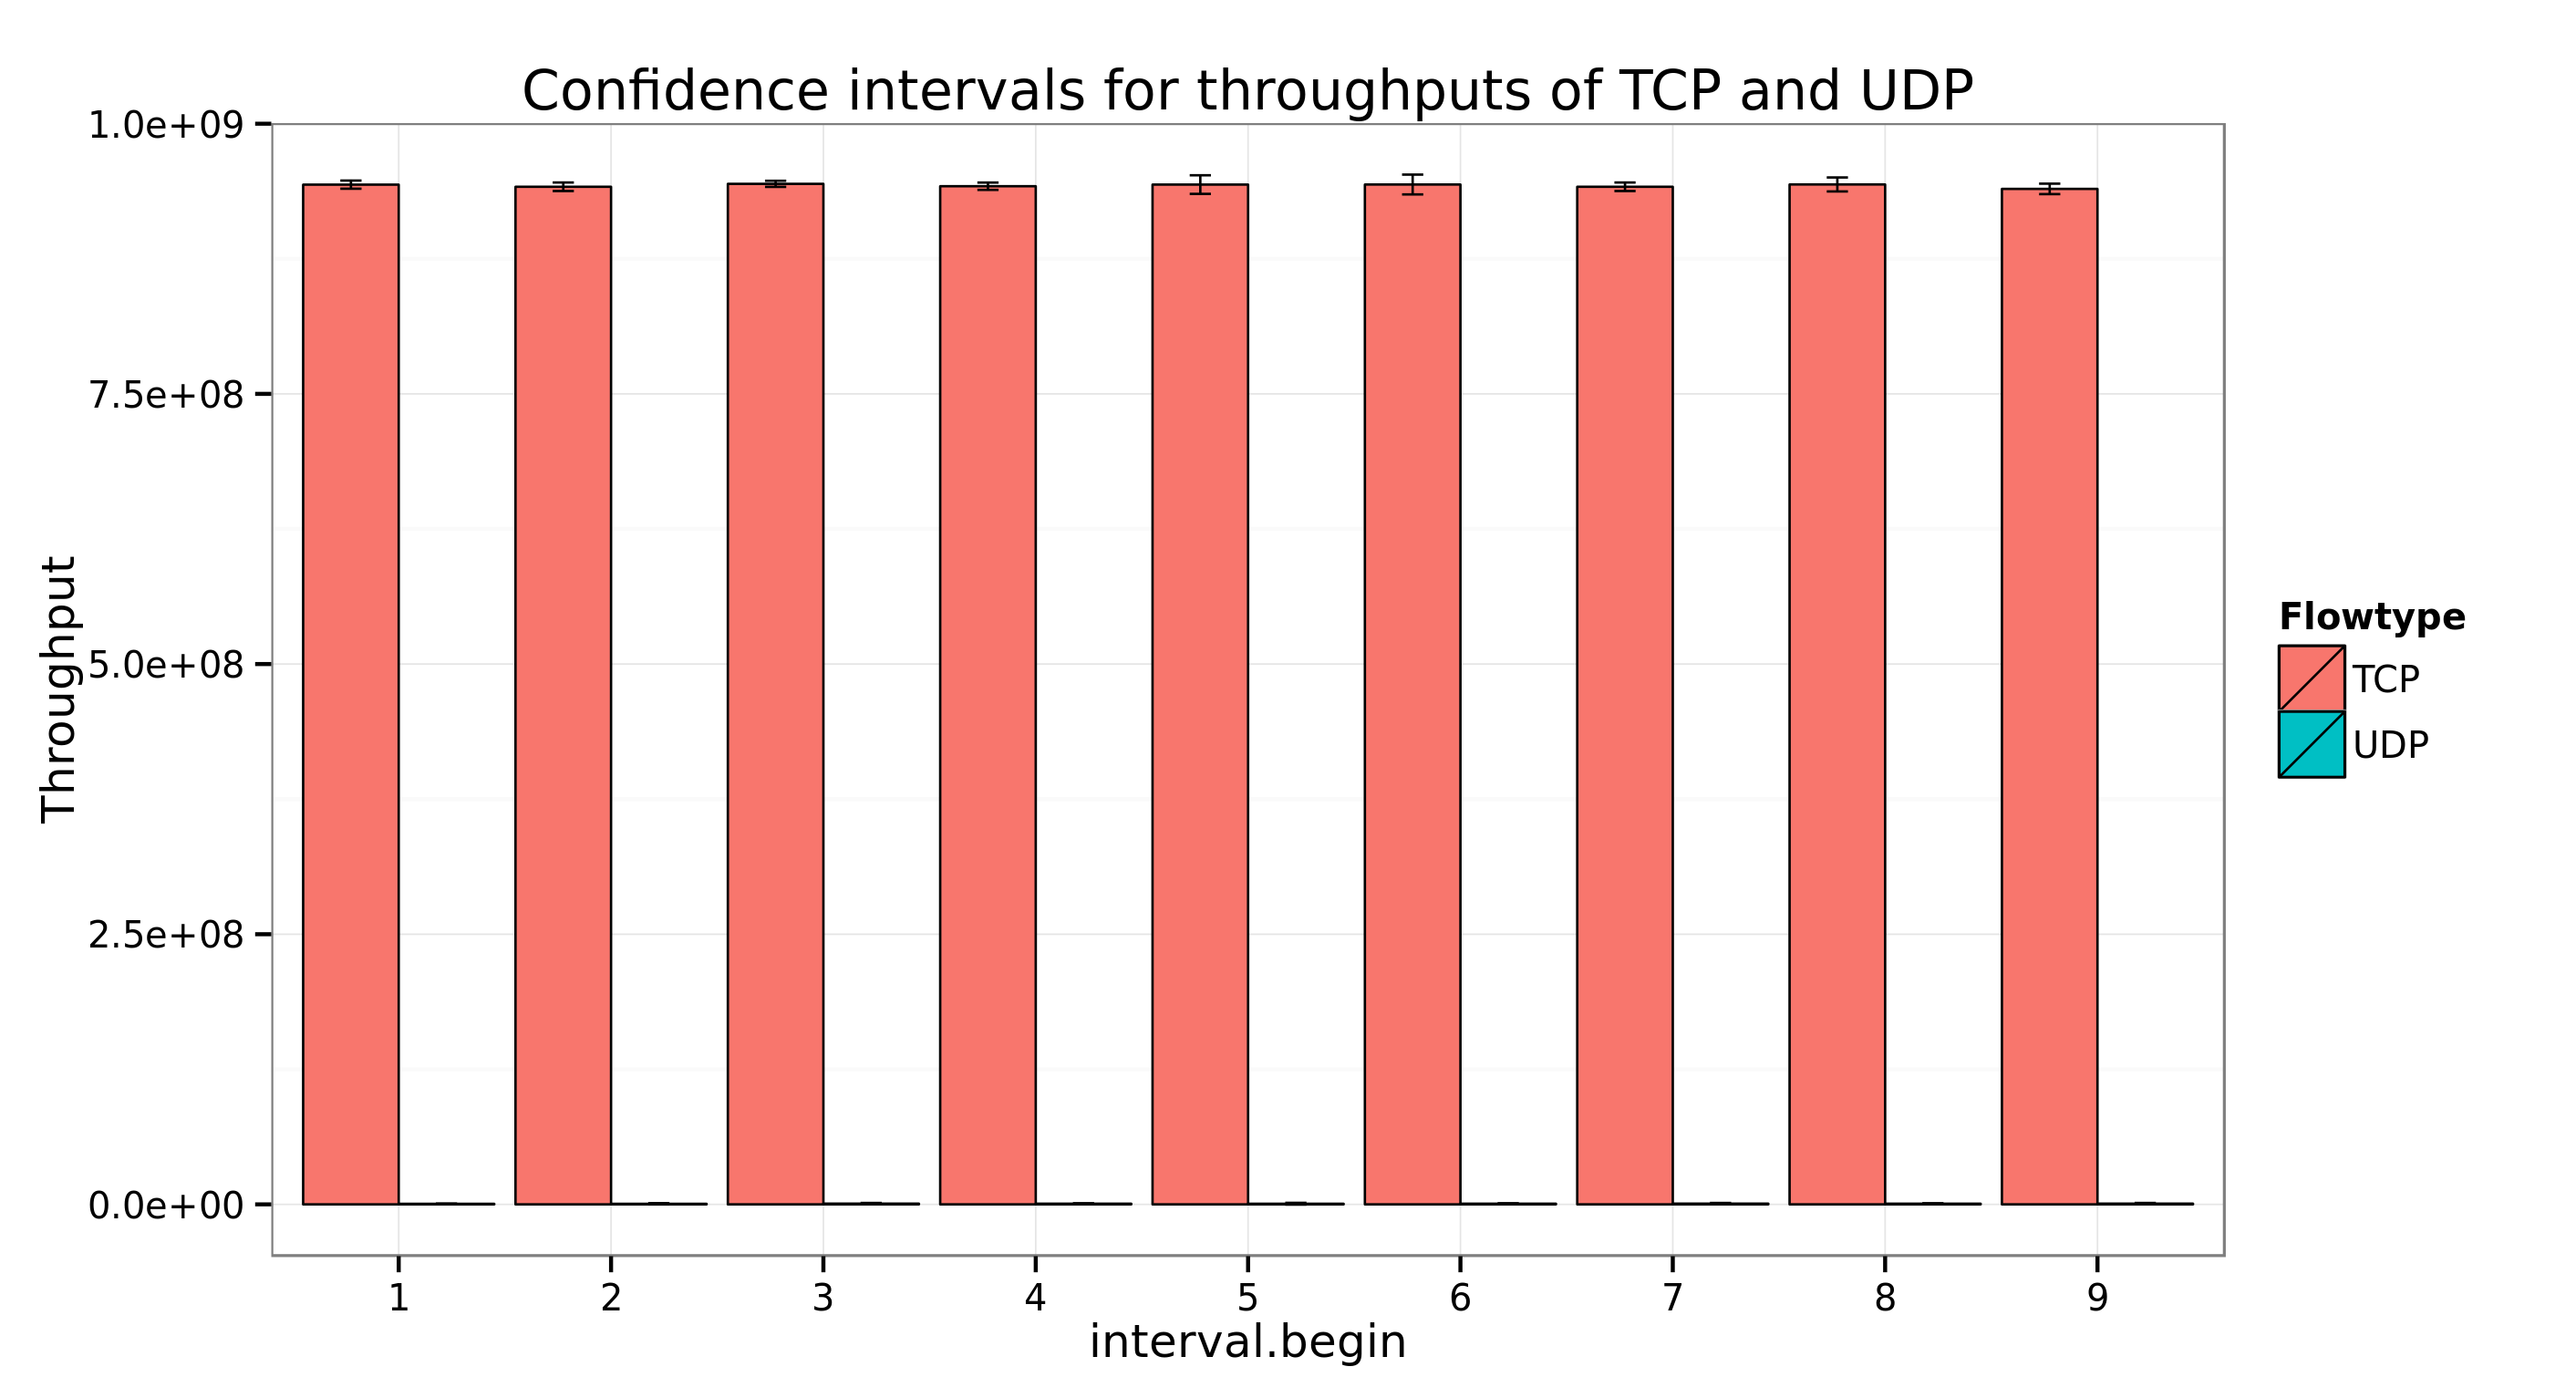 Confidence intervals for throughputs of TCP and UDP
1.0e+09
7.5e+08
5.0e+08
2.5e+08
0.0e+00
Throughput
1 2 3 4 5 6 7 8 9
interval.begin
Flowtype
TCP
UDP